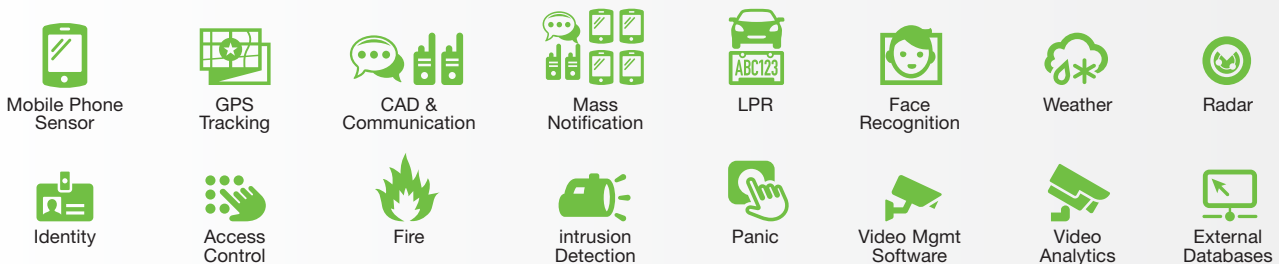 ABC123
Mobile Phone
Sensor
GPS
Tracking
CAD &
Communication
Mass
Notification
LPR
Face
Recognition
Weather
Radar
Identity
Access
Control
Fire
intrusion
Detection
Panic
Video Mgmt
Software
Video
Analytics
External
Databases